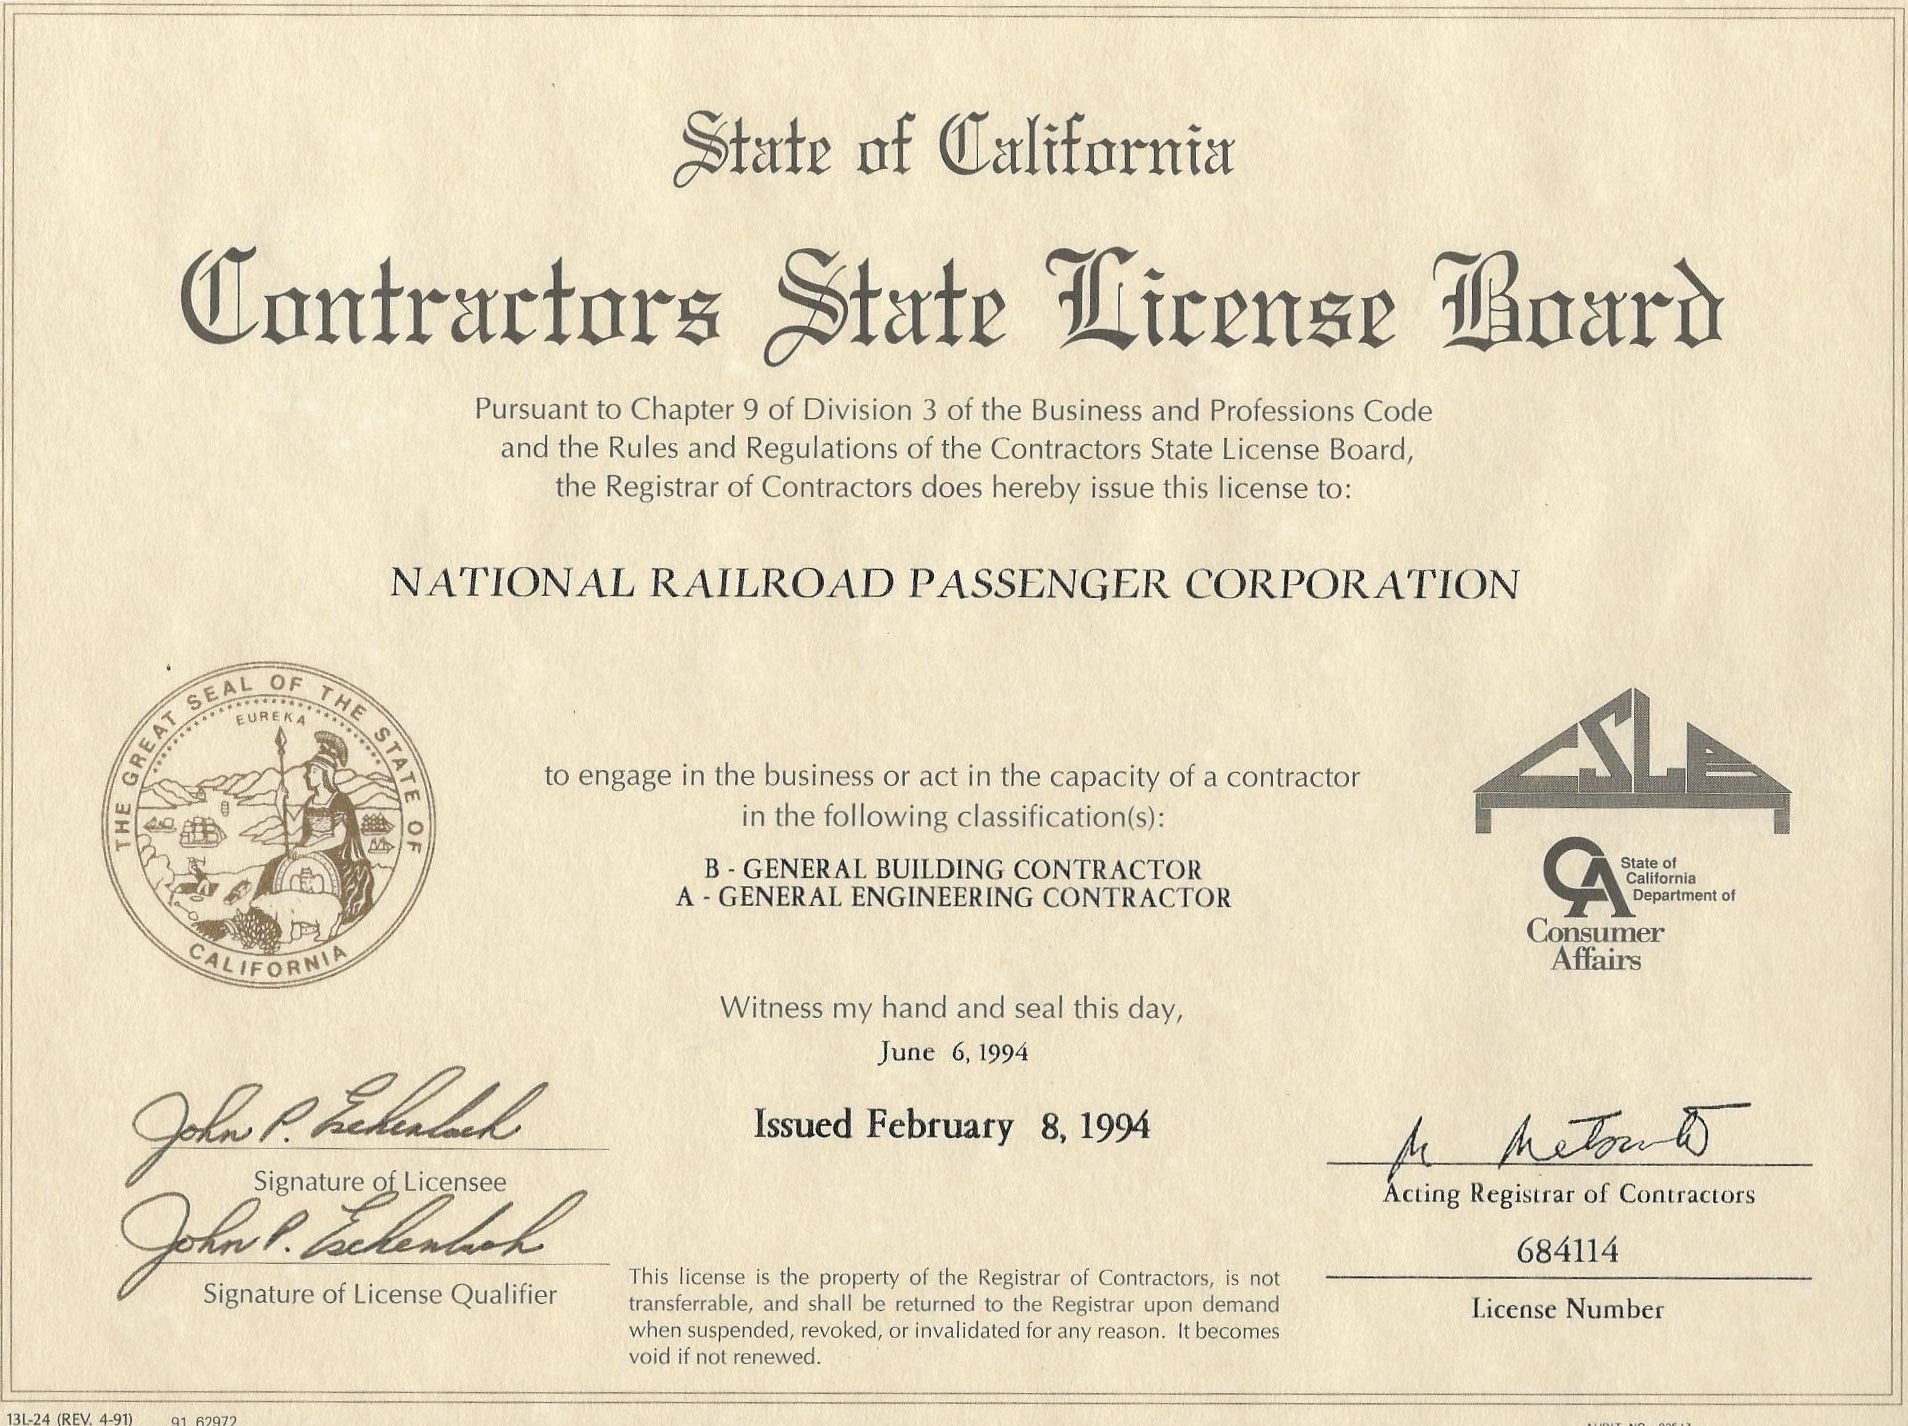 State of California
Contractors State License Board
Pursuant to Chapter 9 of Division 3 of the Business and Professions Code
and the Rules and Regulations of the Contractors State License Board,
the Registrar of Contractors does hereby issue this license to:
NATIONAL RAILROAD PASSENGER CORPORATION
THE GREAT SEAL OF THE STATE OF CALIFORNIA
EUREKA
CSLB
to engage in the business or act in the capacity of a contractor
in the following classification(s):
B - GENERAL BUILDING CONTRACTOR
A - GENERAL ENGINEERING CONTRACTOR
CA
State of
California
Department of
Consumer
Affairs
Witness my hand and seal this day,
June 6, 1994
Issued February 8, 1994
John P. Eschenbach
Signature of Licensee
John P. Eschenbach
Signature of License Qualifier
Acting Registrar of Contractors
684114
License Number
This license is the property of the Registrar of Contractors, is not
transferrable, and shall be returned to the Registrar upon demand
when suspended, revoked, or invalidated for any reason. It becomes
void if not renewed.
13L-24 (REV. 4-91) 91 62972
AUDIT NO.